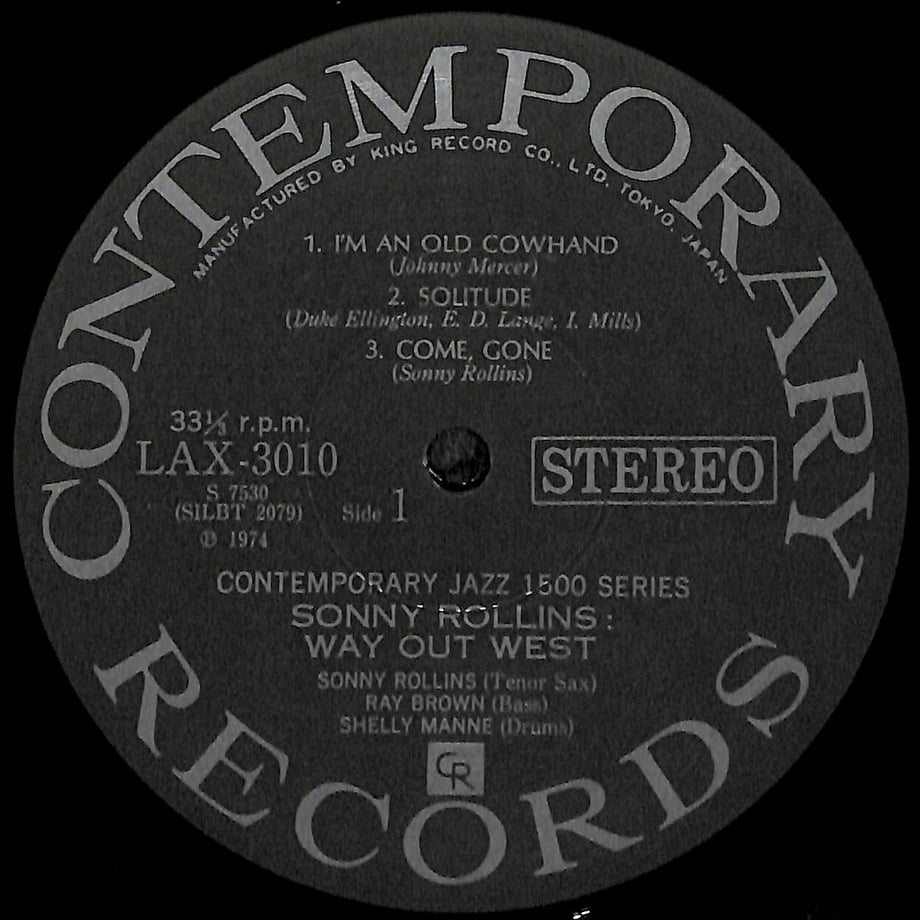 CONTEMPORARY
MANUFACTURED BY KING RECORD CO., LTD. TOKYO, JAPAN
1. I'M AN OLD COWHAND
(Johnny Mercer)
2. SOLITUDE
(Duke Ellington, E. D. Lange, I. Mills)
3. COME, GONE
(Sonny Rollins)
33⅓ r.p.m.
LAX-3010
S 7530
(SILBT 2079)
Side 1
℗ 1974
STEREO
CONTEMPORARY JAZZ 1500 SERIES
SONNY ROLLINS:
WAY OUT WEST
SONNY ROLLINS (Tenor Sax)
RAY BROWN (Bass)
SHELLY MANNE (Drums)
CR
RECORDS